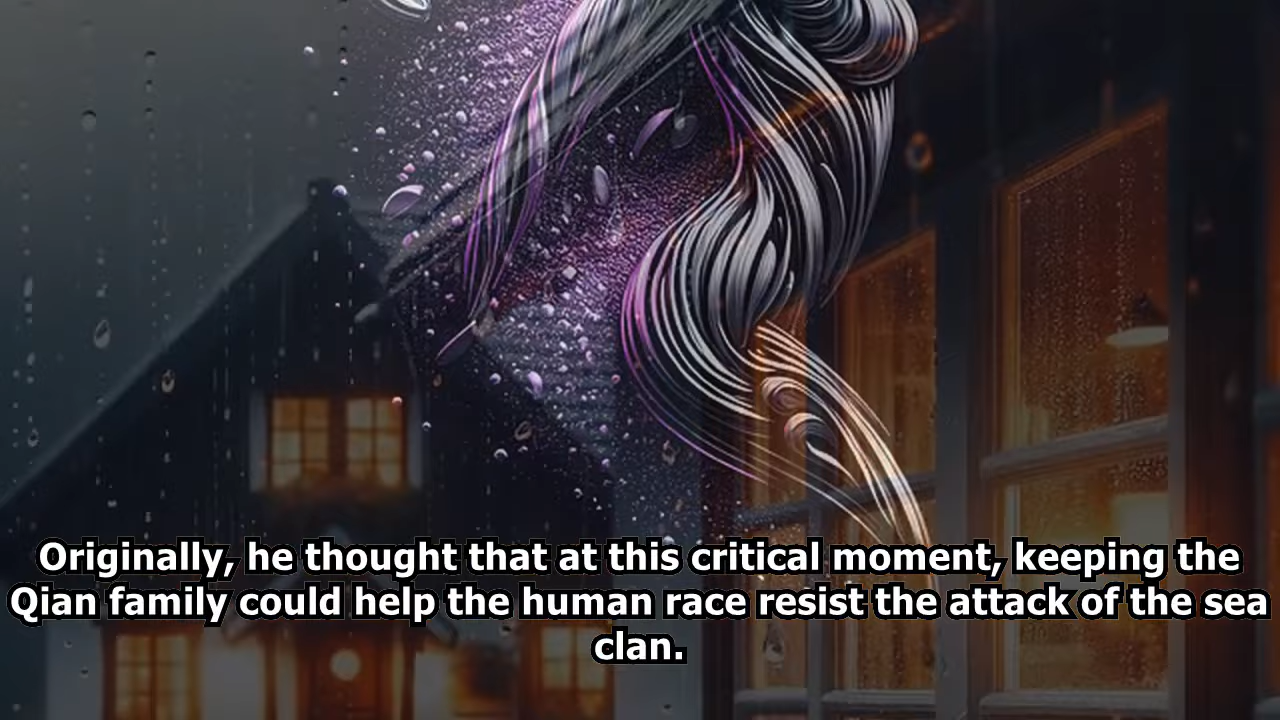 Originally, he thought that at this critical moment, keeping the
Qian family could help the human race resist the attack of the sea
clan.